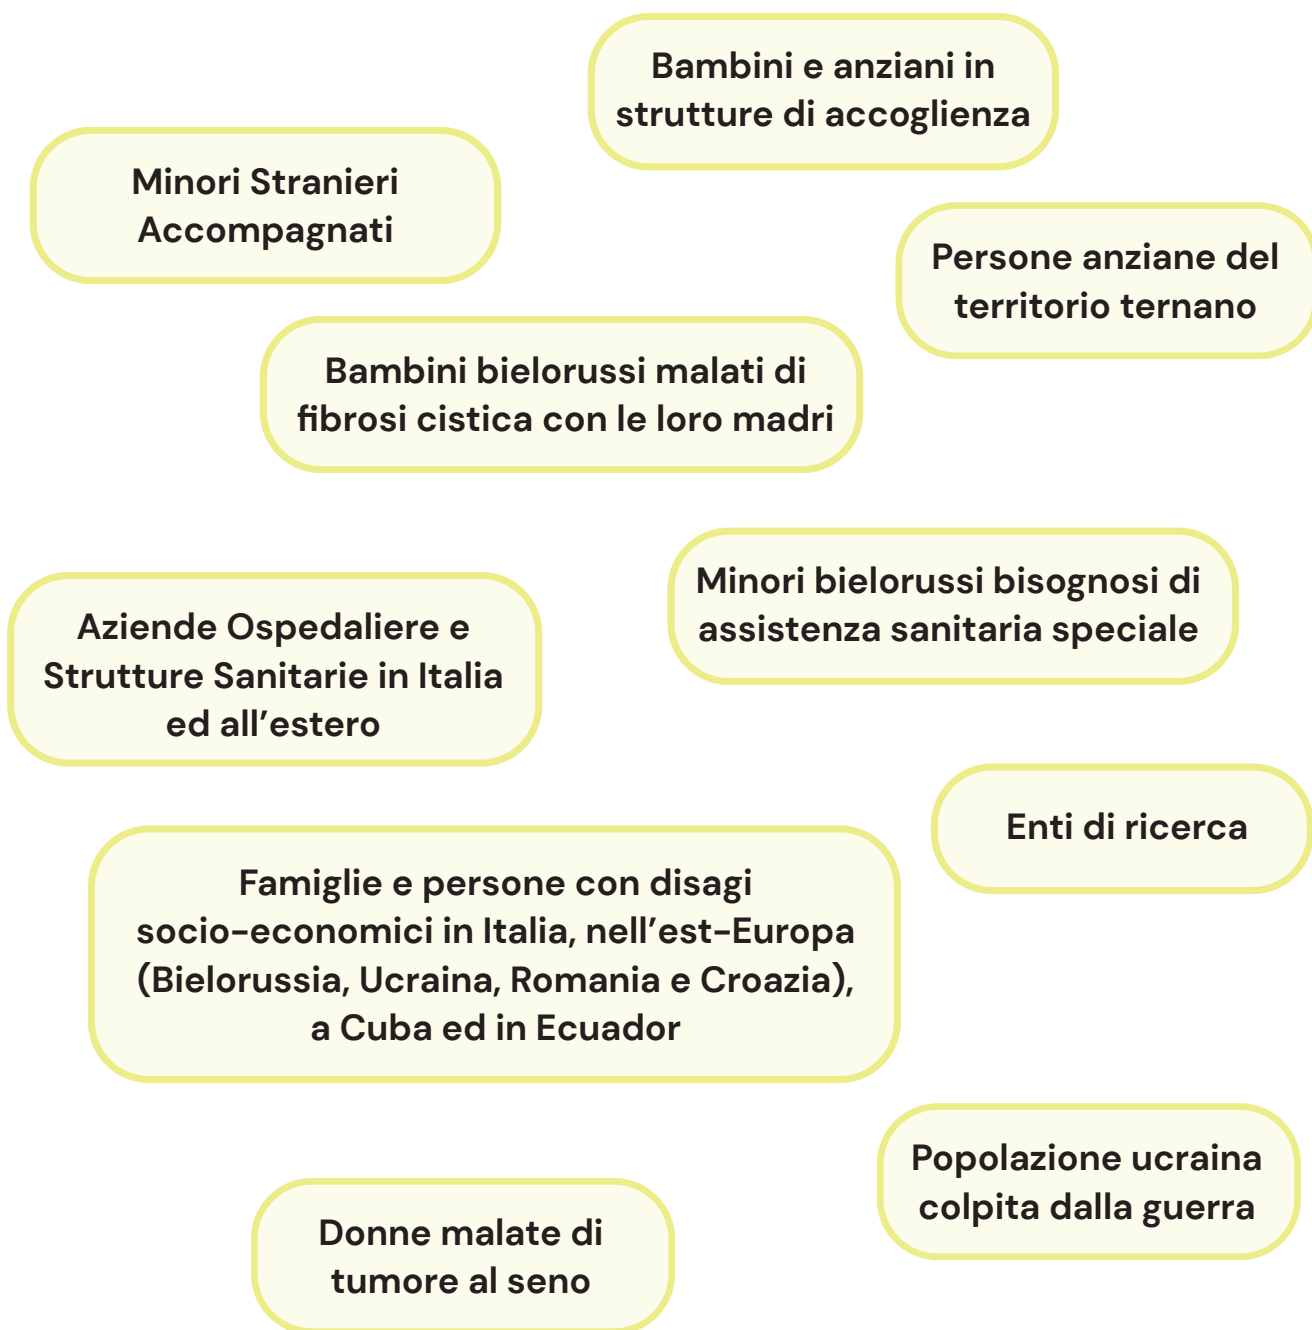 Bambini e anziani in
strutture di accoglienza
Minori Stranieri
Accompagnati
Persone anziane del
territorio ternano
Bambini bielorussi malati di
fibrosi cistica con le loro madri
Minori bielorussi bisognosi di
assistenza sanitaria speciale
Aziende Ospedaliere e
Strutture Sanitarie in Italia
ed all’estero
Enti di ricerca
Famiglie e persone con disagi
socio-economici in Italia, nell’est-Europa
(Bielorussia, Ucraina, Romania e Croazia),
a Cuba ed in Ecuador
Popolazione ucraina
colpita dalla guerra
Donne malate di
tumore al seno